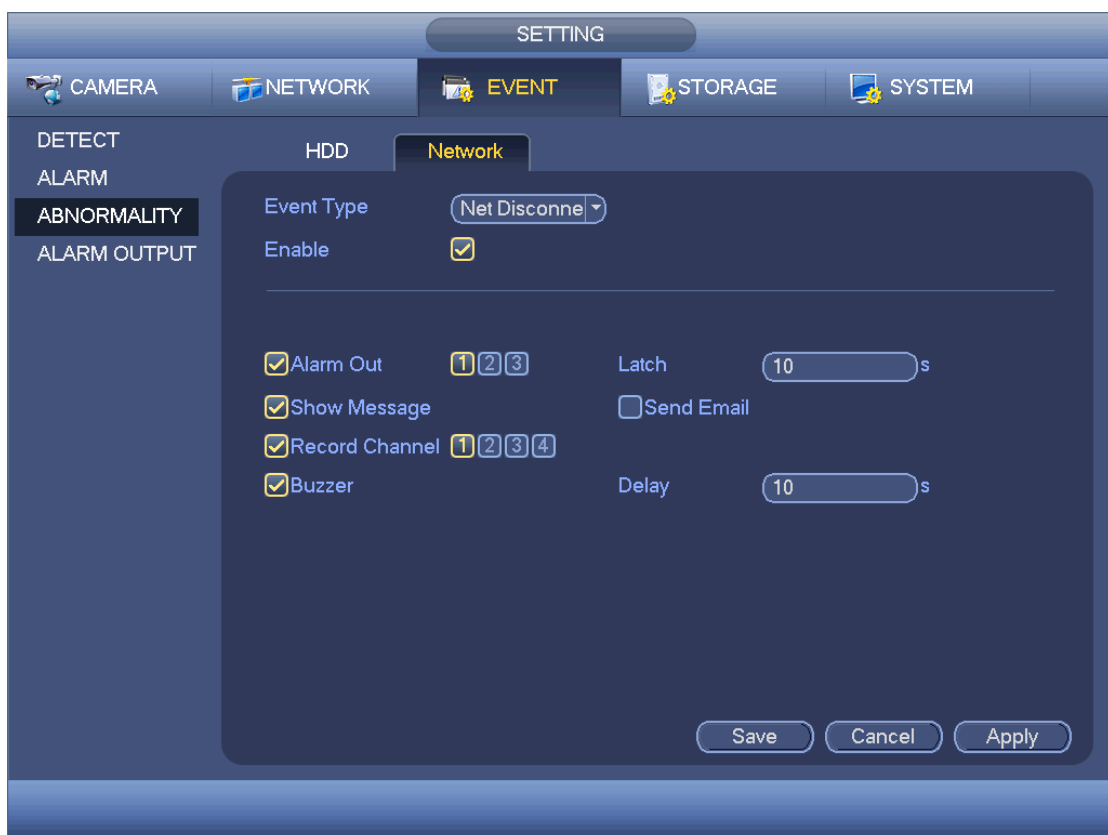 SETTING
CAMERA NETWORK EVENT STORAGE SYSTEM
DETECT
ALARM
ABNORMALITY
ALARM OUTPUT
HDD Network
Event Type Net Disconne
Enable
Alarm Out 1 2 3 Latch 10 s
Show Message Send Email
Record Channel 1 2 3 4
Buzzer Delay 10 s
Save Cancel Apply